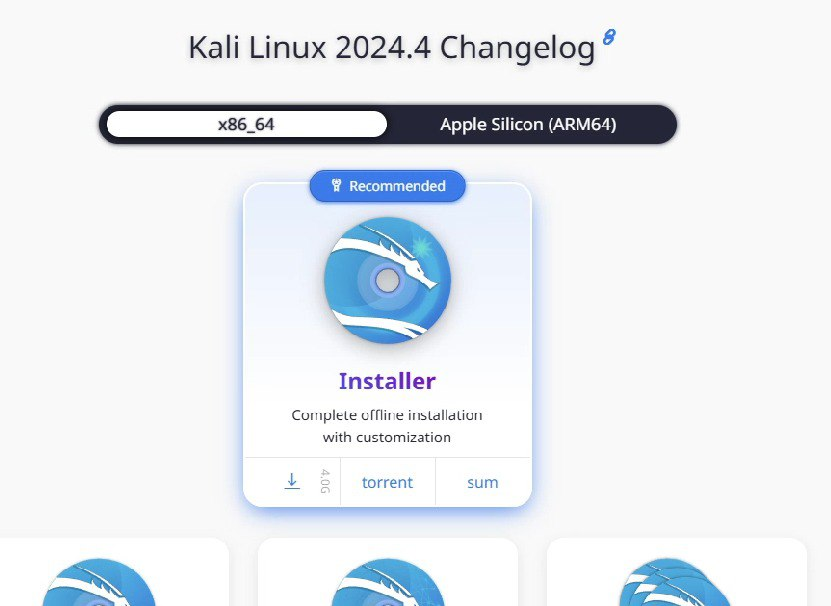 Kali Linux 2024.4 Changelog
x86_64
Apple Silicon (ARM64)
Recommended
Installer
Complete offline installation
with customization
4.0G
torrent
sum